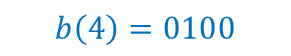 b(4) = 0100